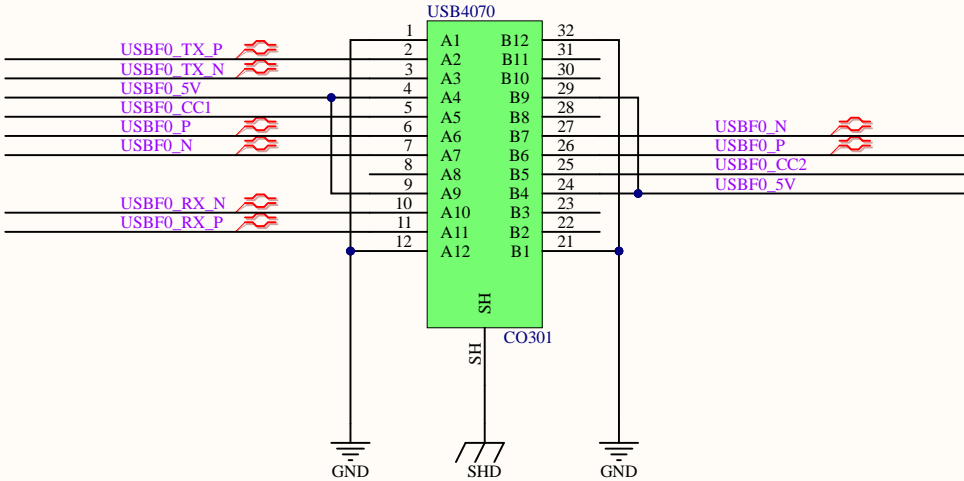 USB4070
1 A1 B12 32
USBF0_TX_P 2 A2 B11 31
USBF0_TX_N 3 A3 B10 30
USBF0_5V 4 A4 B9 29
USBF0_CC1 5 A5 B8 28
USBF0_P 6 A6 B7 27 USBF0_N
USBF0_N 7 A7 B6 26 USBF0_P
8 A8 B5 25 USBF0_CC2
9 A9 B4 24 USBF0_5V
USBF0_RX_N 10 A10 B3 23
USBF0_RX_P 11 A11 B2 22
12 A12 B1 21
SH
CO301
SH
GND SHD GND